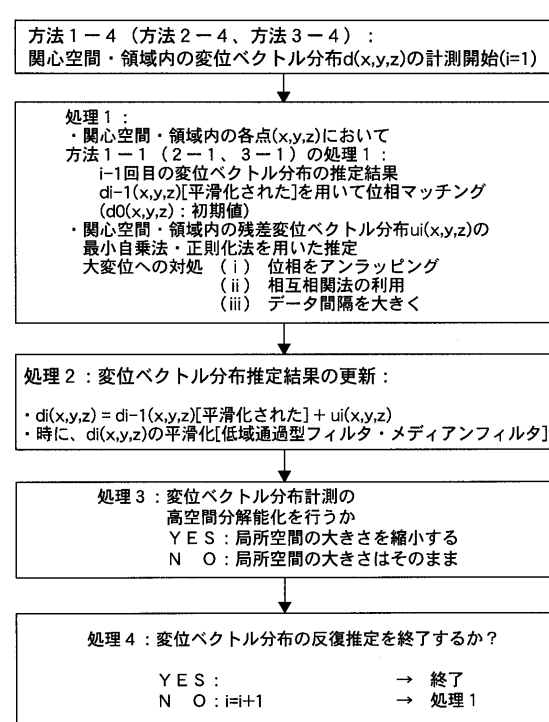 方法1－4（方法2－4、方法3－4）：
関心空間・領域内の変位ベクトル分布d(x,y,z)の計測開始(i=1)
処理1：
・関心空間・領域内の各点(x,y,z)において
方法1－1（2－1、3－1）の処理1：
i-1回目の変位ベクトル分布の推定結果
di-1(x,y,z)[平滑化された]を用いて位相マッチング
(d0(x,y,z)：初期値)
・関心空間・領域内の残差変位ベクトル分布ui(x,y,z)の
最小自乗法・正則化法を用いた推定
大変位への対処 （ⅰ） 位相をアンラッピング
（ⅱ） 相互相関法の利用
（ⅲ） データ間隔を大きく
処理2：変位ベクトル分布推定結果の更新：
・di(x,y,z) = di-1(x,y,z)[平滑化された] + ui(x,y,z)
・時に、di(x,y,z)の平滑化[低域通過型フィルタ・メディアンフィルタ]
処理3：変位ベクトル分布計測の
高空間分解能化を行うか
ＹＥＳ：局所空間の大きさを縮小する
Ｎ　Ｏ：局所空間の大きさはそのまま
処理4：変位ベクトル分布の反復推定を終了するか？
ＹＥＳ： → 終了
Ｎ　Ｏ：i=i+1 → 処理1